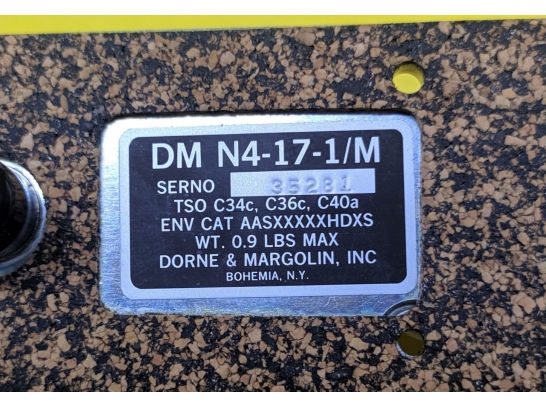 DM N4-17-1/M
SERNO 35281
TSO C34c, C36c, C40a
ENV CAT AASXXXXXHDXS
WT. 0.9 LBS MAX
DORNE & MARGOLIN, INC
BOHEMIA, N.Y.